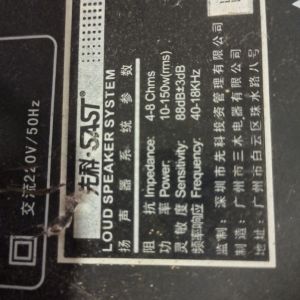 先科·SAST
LOUD SPEAKER SYSTEM
扬声器系统参数
阻抗 Impedance: 4-8 Ohms
功率 Power: 10-150w(rms)
灵敏度 Sensitivity: 88dB±3dB
频率响应 Frequency: 40-18KHz
监制：深圳市先科投资管理有限公司
制造：广州市三木电器有限公司
地址：广州市白云区珠水路八号
交流220V/50Hz